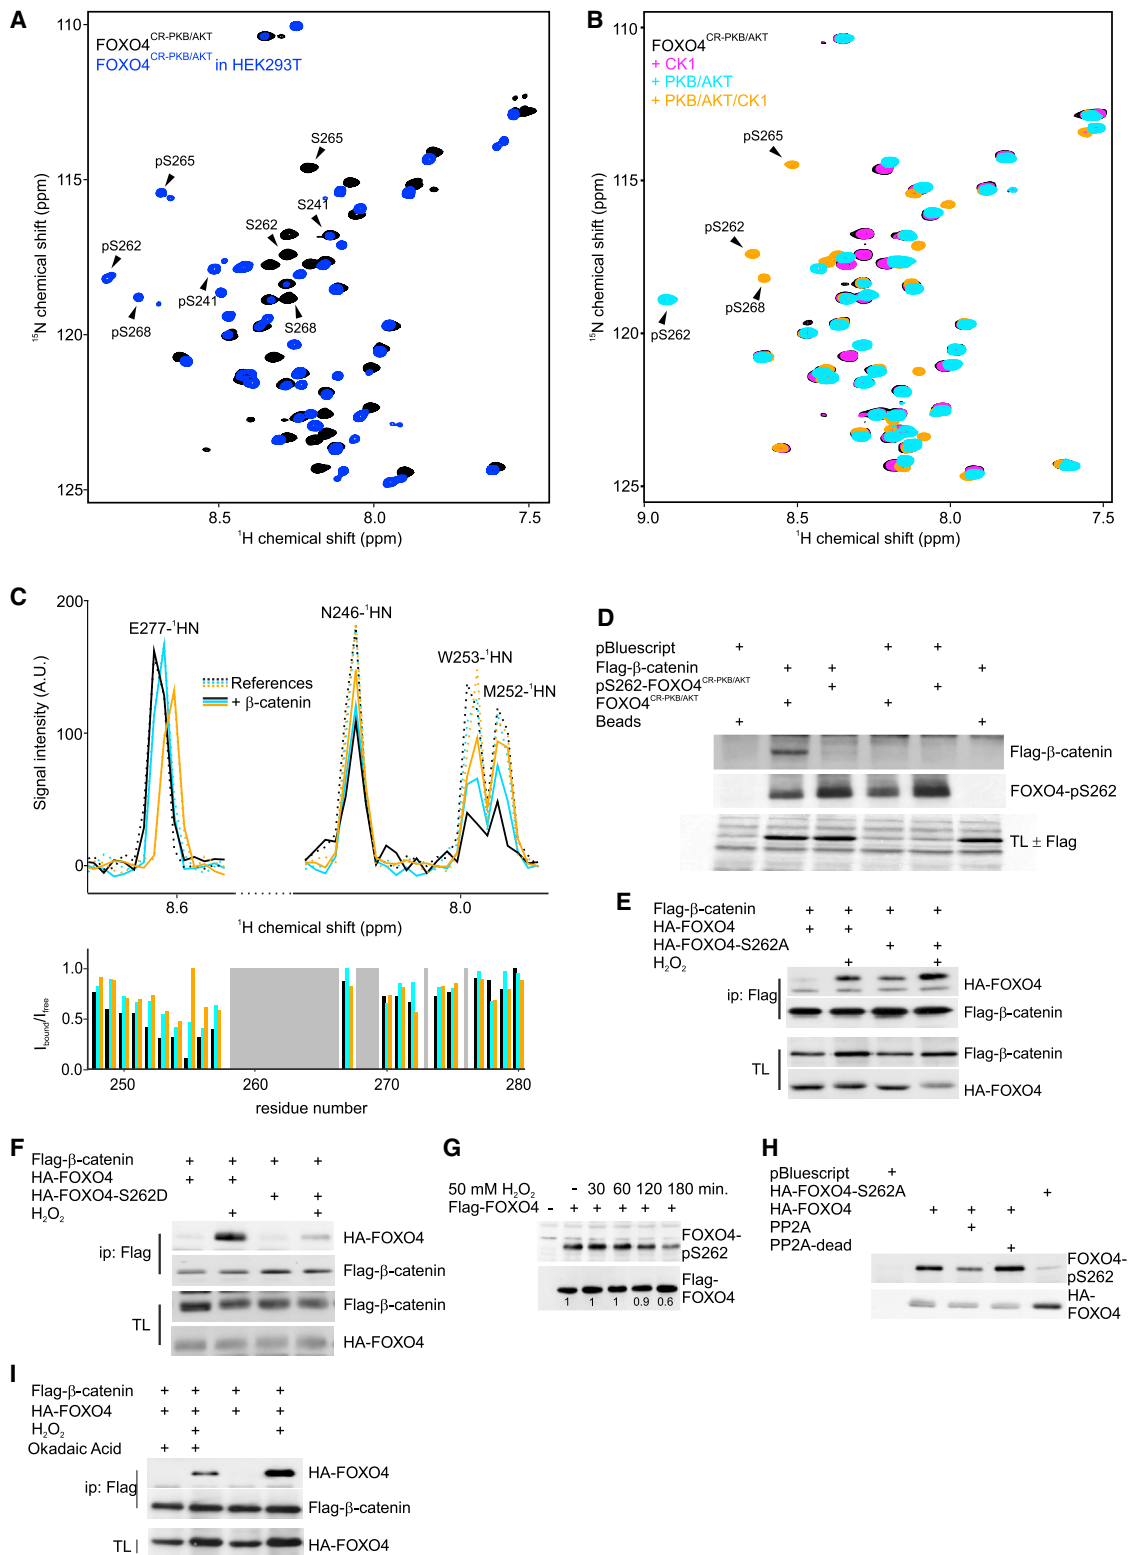 A
FOXO4CR-PKB/AKT
FOXO4CR-PKB/AKT in HEK293T
110
115
120
125
8.5
8.0
7.5
15N chemical shift (ppm)
1H chemical shift (ppm)
S265
pS265
S241
S262
pS262
pS241
pS268
S268
B
FOXO4CR-PKB/AKT
+ CK1
+ PKB/AKT
+ PKB/AKT/CK1
110
115
120
125
9.0
8.5
8.0
7.5
15N chemical shift (ppm)
1H chemical shift (ppm)
pS265
pS262
pS268
pS262
C
200
100
0
Signal intensity (A.U.)
E277-1HN
N246-1HN
W253-1HN
M252-1HN
References
+ β-catenin
8.6
8.0
1H chemical shift (ppm)
1.0
0.5
0.0
Ibound/Ifree
250
260
270
280
residue number
D
pBluescript + + +
Flag-β-catenin + + +
pS262-FOXO4CR-PKB/AKT + +
FOXO4CR-PKB/AKT + +
Beads + +
Flag-β-catenin
FOXO4-pS262
TL ± Flag
E
Flag-β-catenin + + + +
HA-FOXO4 + +
HA-FOXO4-S262A + +
H2O2 + +
ip: Flag
HA-FOXO4
Flag-β-catenin
TL
Flag-β-catenin
HA-FOXO4
F
Flag-β-catenin + + + +
HA-FOXO4 + +
HA-FOXO4-S262D + +
H2O2 + +
ip: Flag
HA-FOXO4
Flag-β-catenin
TL
Flag-β-catenin
HA-FOXO4
G
50 mM H2O2 - 30 60 120 180 min.
Flag-FOXO4 - + + + + +
FOXO4-
pS262
Flag-
FOXO4
1 1 1 0.9 0.6
H
pBluescript +
HA-FOXO4-S262A +
HA-FOXO4 + + +
PP2A +
PP2A-dead +
FOXO4-
pS262
HA-
FOXO4
I
Flag-β-catenin + + + +
HA-FOXO4 + + + +
H2O2 + +
Okadaic Acid + +
ip: Flag
HA-FOXO4
Flag-β-catenin
TL
HA-FOXO4